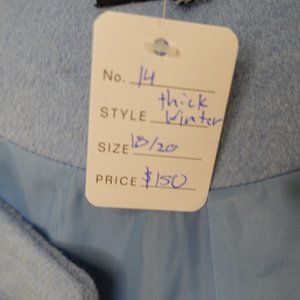 No. 14
thick
STYLE winter
SIZE 18/20
PRICE $150